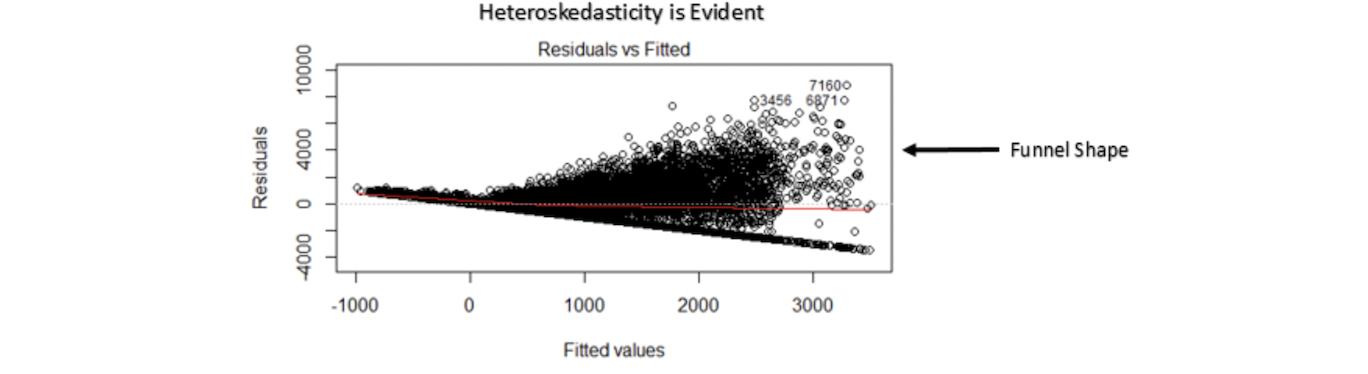 Heteroskedasticity is Evident
Residuals vs Fitted
10000
4000
0
-4000
Residuals
7160
3456
6871
Funnel Shape
-1000
0
1000
2000
3000
Fitted values